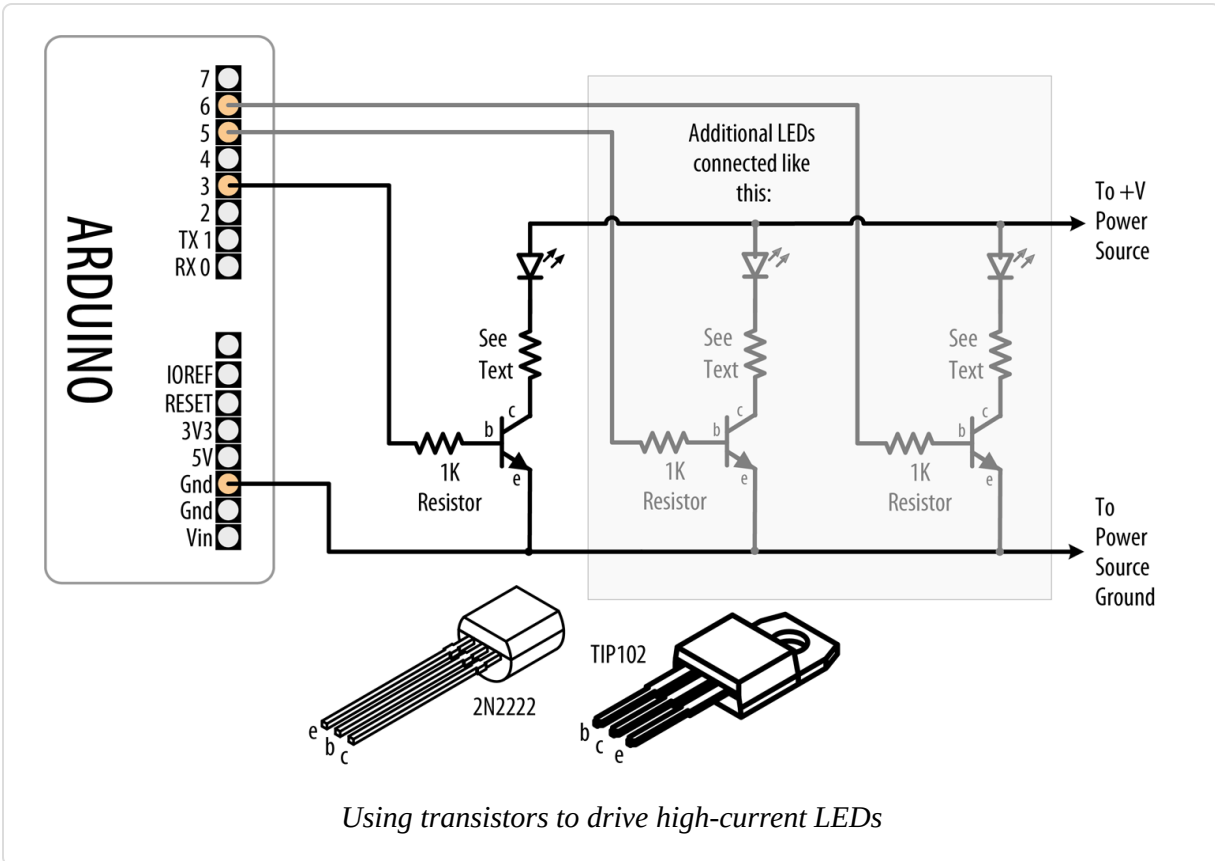 ARDUINO
7
6
5
4
3
2
TX 1
RX 0
IOREF
RESET
3V3
5V
Gnd
Gnd
Vin
Additional LEDs
connected like
this:
To +V
Power
Source
See
Text
See
Text
See
Text
c
b
e
1K
Resistor
c
b
e
1K
Resistor
c
b
e
1K
Resistor
To
Power
Source
Ground
2N2222
e
b
c
TIP102
b
c
e
Using transistors to drive high-current LEDs